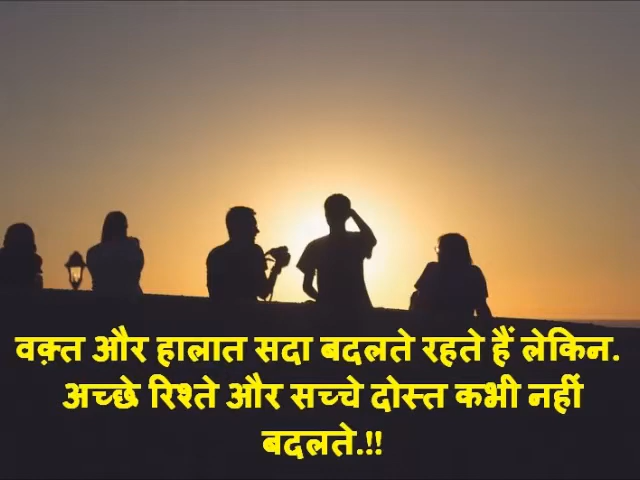 वक़्त और हालात सदा बदलते रहते हैं लेकिन.
अच्छे रिश्ते और सच्चे दोस्त कभी नहीं
बदलते.!!